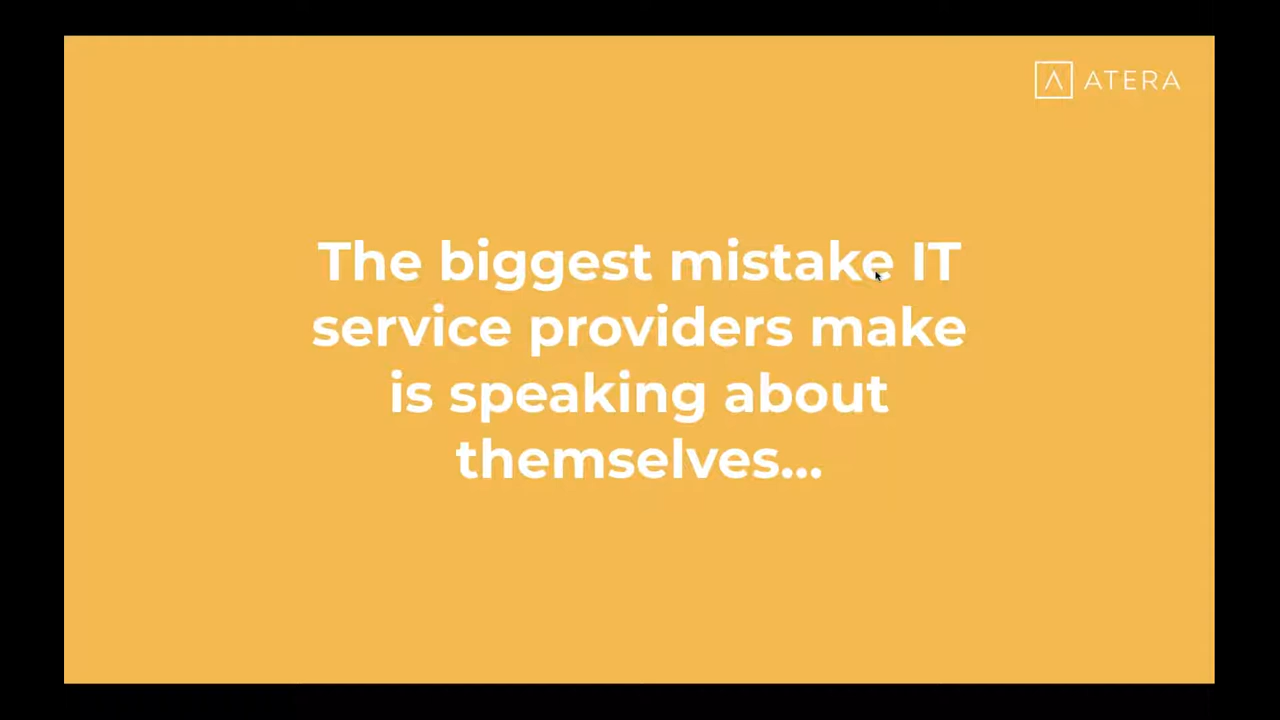 ATERA
The biggest mistake IT
service providers make
is speaking about
themselves...